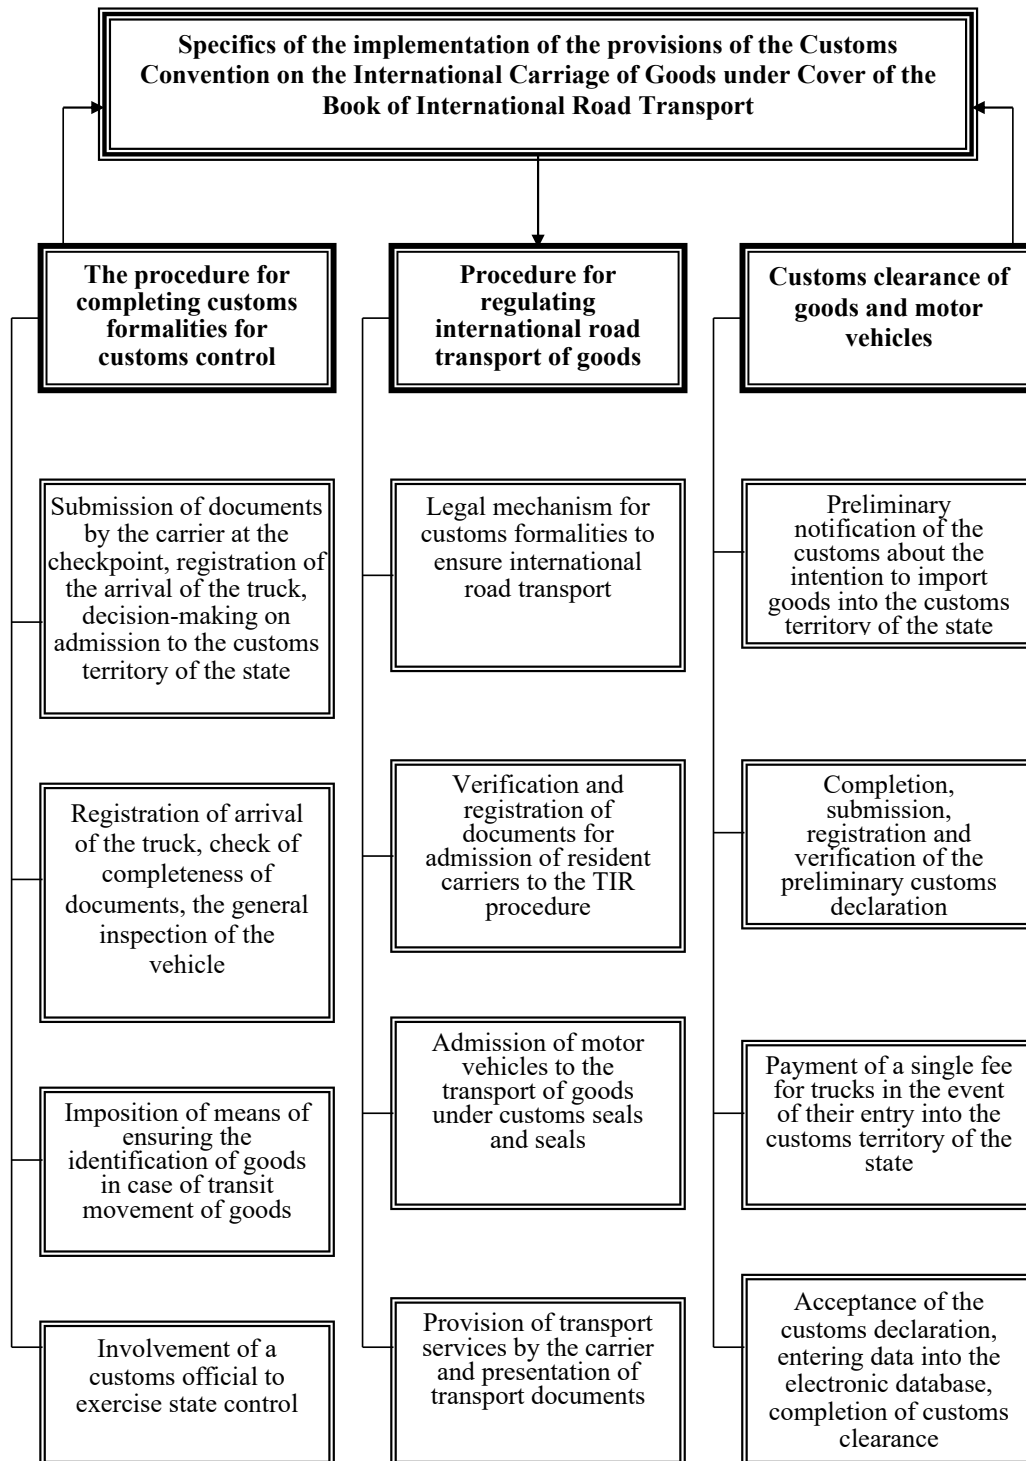 Specifics of the implementation of the provisions of the Customs
Convention on the International Carriage of Goods under Cover of the
Book of International Road Transport
The procedure for
completing customs
formalities for
customs control
Procedure for
regulating
international road
transport of goods
Customs clearance of
goods and motor
vehicles
Submission of documents
by the carrier at the
checkpoint, registration of
the arrival of the truck,
decision-making on
admission to the customs
territory of the state
Legal mechanism for
customs formalities to
ensure international
road transport
Preliminary
notification of the
customs about the
intention to import
goods into the customs
territory of the state
Registration of arrival
of the truck, check of
completeness of
documents, the general
inspection of the
vehicle
Verification and
registration of
documents for
admission of resident
carriers to the TIR
procedure
Completion,
submission,
registration and
verification of the
preliminary customs
declaration
Imposition of means of
ensuring the
identification of goods
in case of transit
movement of goods
Admission of motor
vehicles to the
transport of goods
under customs seals
and seals
Payment of a single fee
for trucks in the event
of their entry into the
customs territory of the
state
Involvement of a
customs official to
exercise state control
Provision of transport
services by the carrier
and presentation of
transport documents
Acceptance of the
customs declaration,
entering data into the
electronic database,
completion of customs
clearance